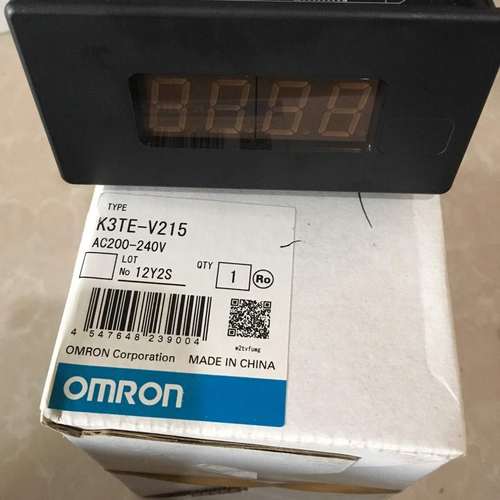 TYPE
K3TE-V215
AC200-240V
LOT
No 12Y2S
QTY 1 Ro
4 547648 239004
w2tvfumg
OMRON Corporation MADE IN CHINA
OMRON